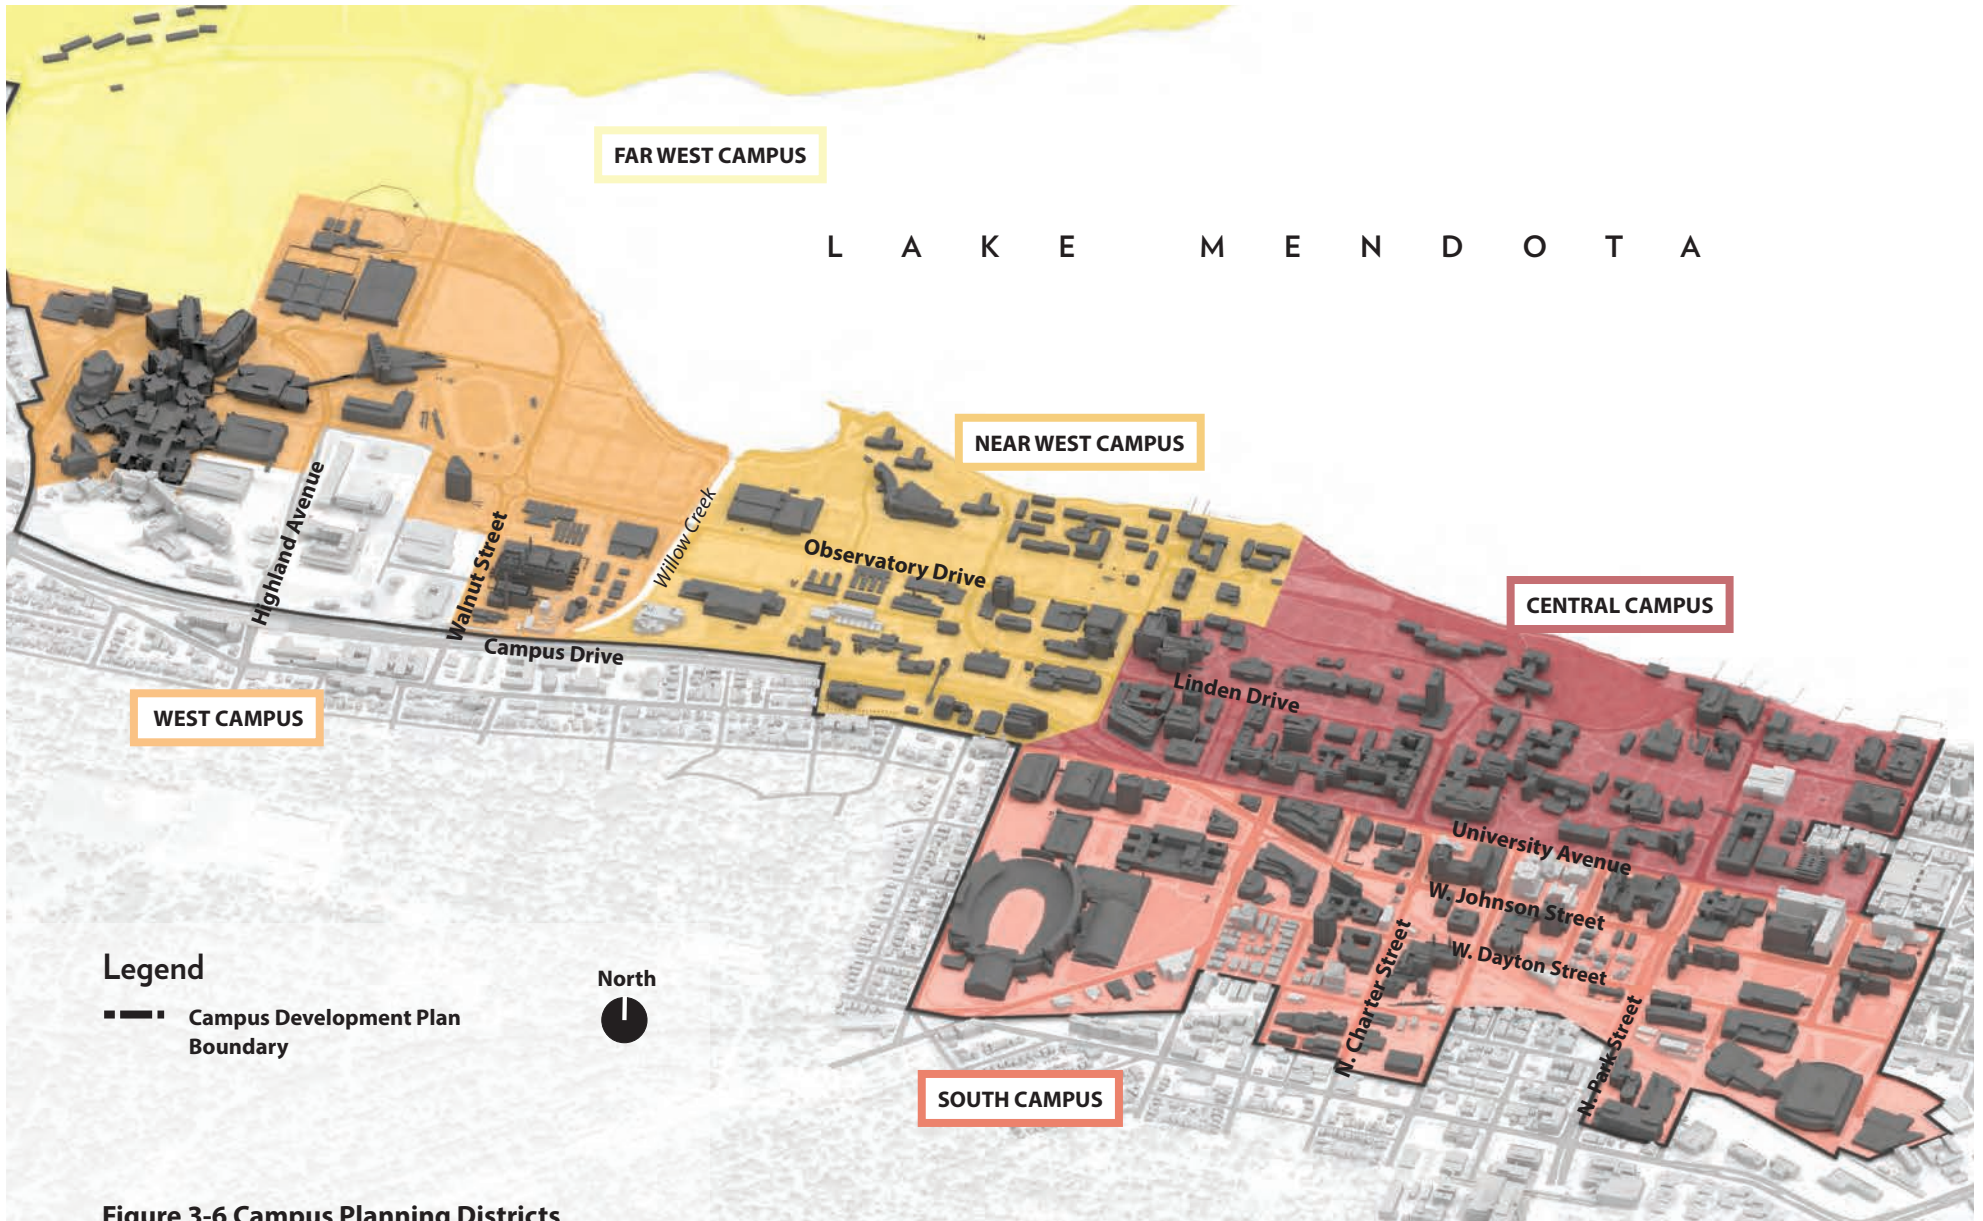 FAR WEST CAMPUS
LAKE MENDOTA
NEAR WEST CAMPUS
Highland Avenue
Walnut Street
Willow Creek
Observatory Drive
CENTRAL CAMPUS
Campus Drive
Linden Drive
WEST CAMPUS
University Avenue
W. Johnson Street
W. Dayton Street
N. Charter Street
N. Park Street
Legend
North
Campus Development Plan
Boundary
SOUTH CAMPUS
Figure 3-6 Campus Planning Districts